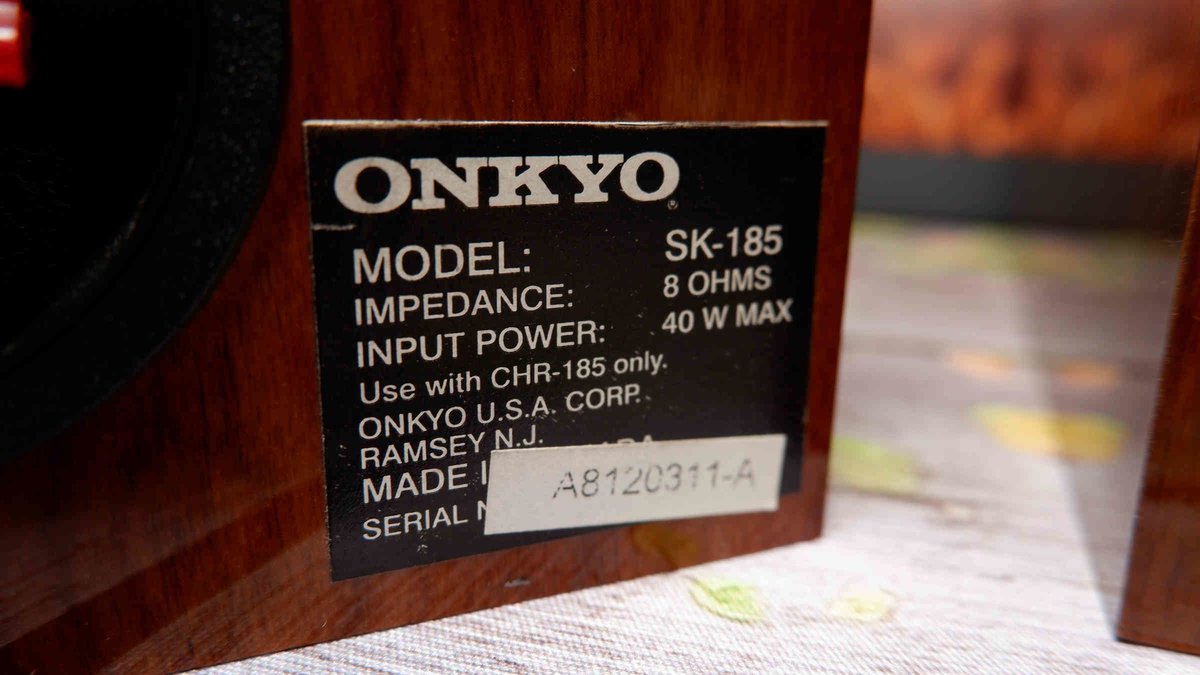 ONKYO®
MODEL: SK-185
IMPEDANCE: 8 OHMS
INPUT POWER: 40 W MAX
Use with CHR-185 only.
ONKYO U.S.A. CORP.
RAMSEY N.J.
MADE
SERIAL
A8120311-A